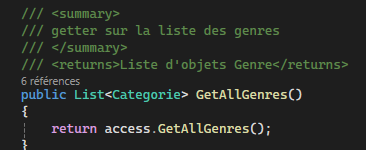 /// <summary>
/// getter sur la liste des genres
/// </summary>
/// <returns>Liste d'objets Genre</returns>
6 références
public List<Categorie> GetAllGenres()
{
return access.GetAllGenres();
}